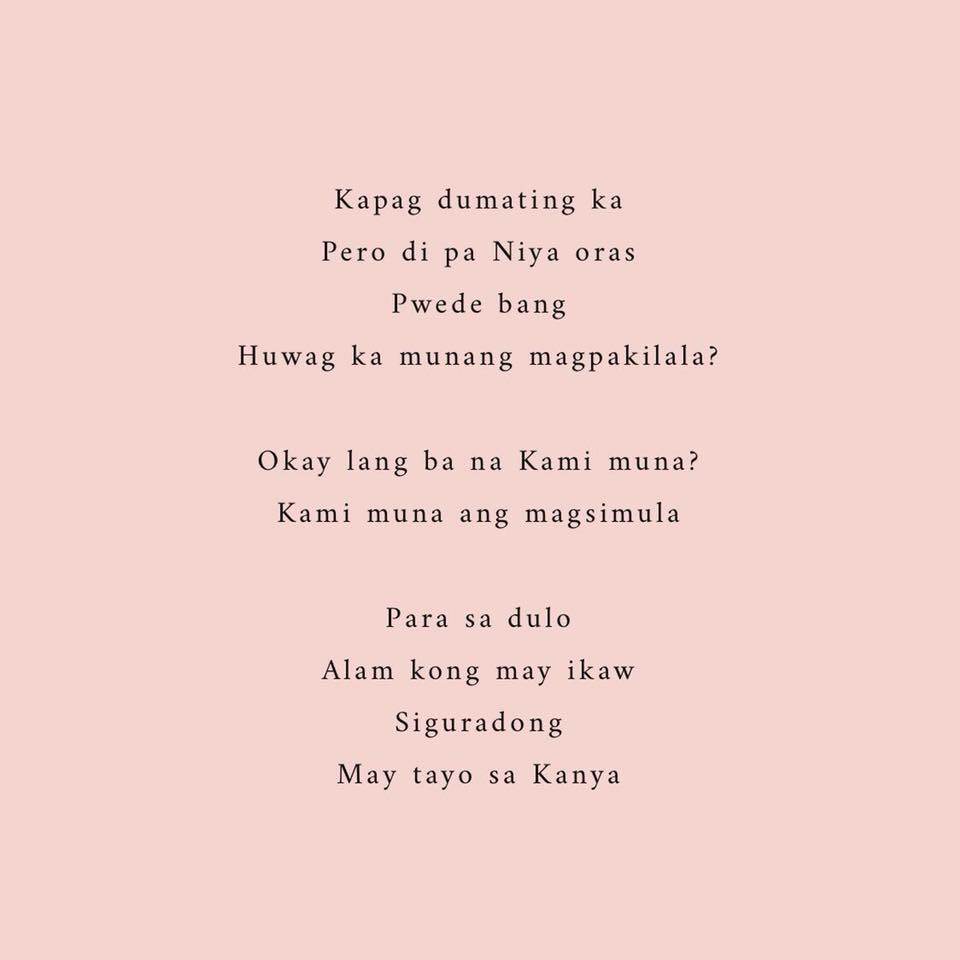 Kapag dumating ka
Pero di pa Niya oras
Pwede bang
Huwag ka munang magpakilala?
Okay lang ba na Kami muna?
Kami muna ang magsimula
Para sa dulo
Alam kong may ikaw
Siguradong
May tayo sa Kanya